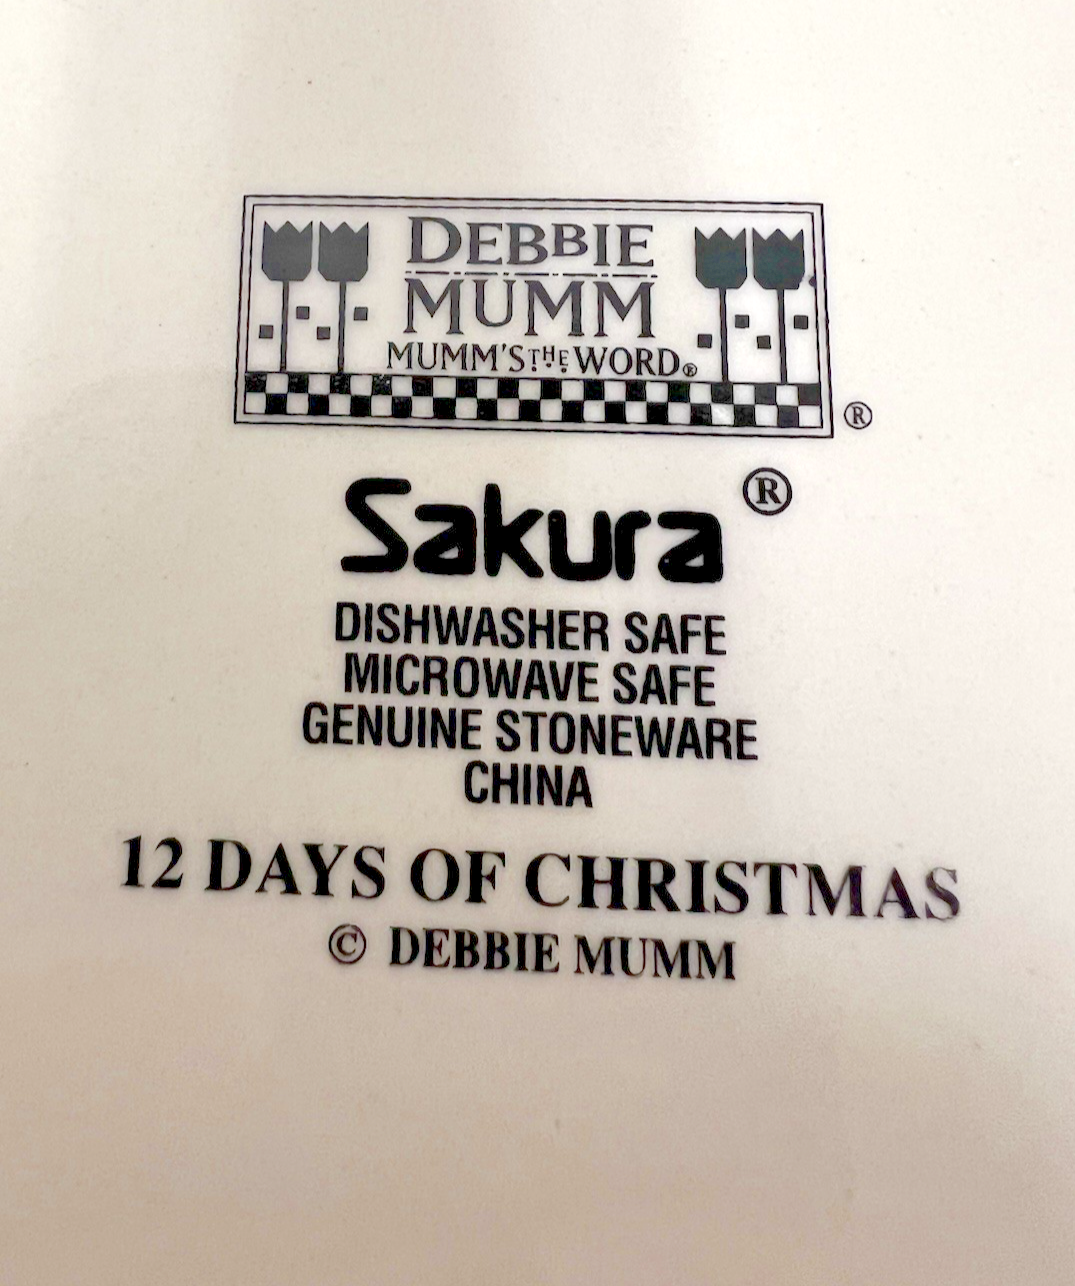 DEBBIE
MUMM
MUMM'S THE WORD®
®
Sakura®
DISHWASHER SAFE
MICROWAVE SAFE
GENUINE STONEWARE
CHINA
12 DAYS OF CHRISTMAS
© DEBBIE MUMM